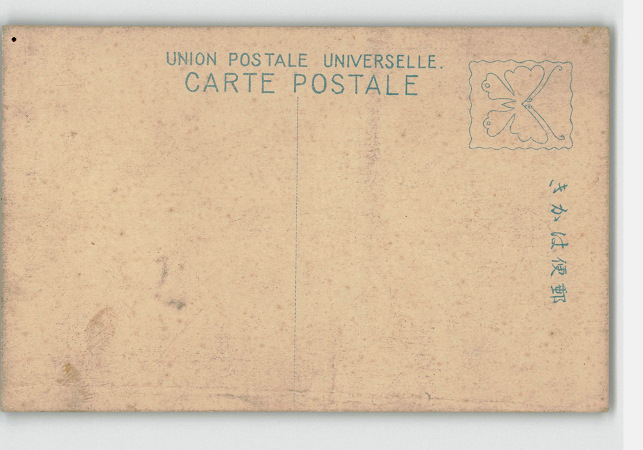 UNION POSTALE UNIVERSELLE.
CARTE POSTALE
郵便はかき